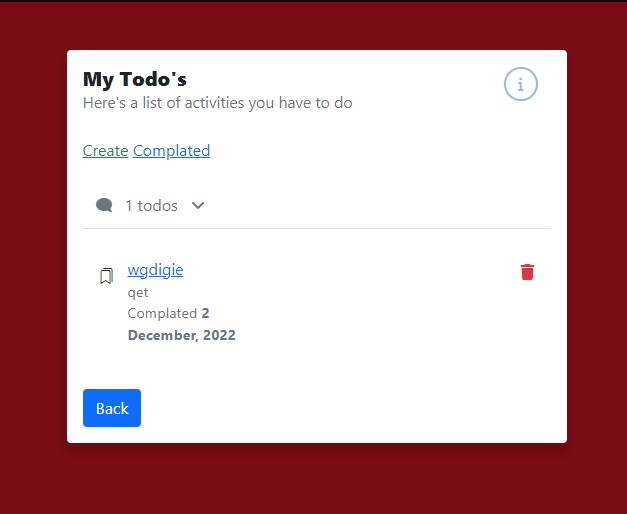 My Todo's
Here's a list of activities you have to do
i
Create Complated
1 todos
wgdigie
qet
Complated 2
December, 2022
Back